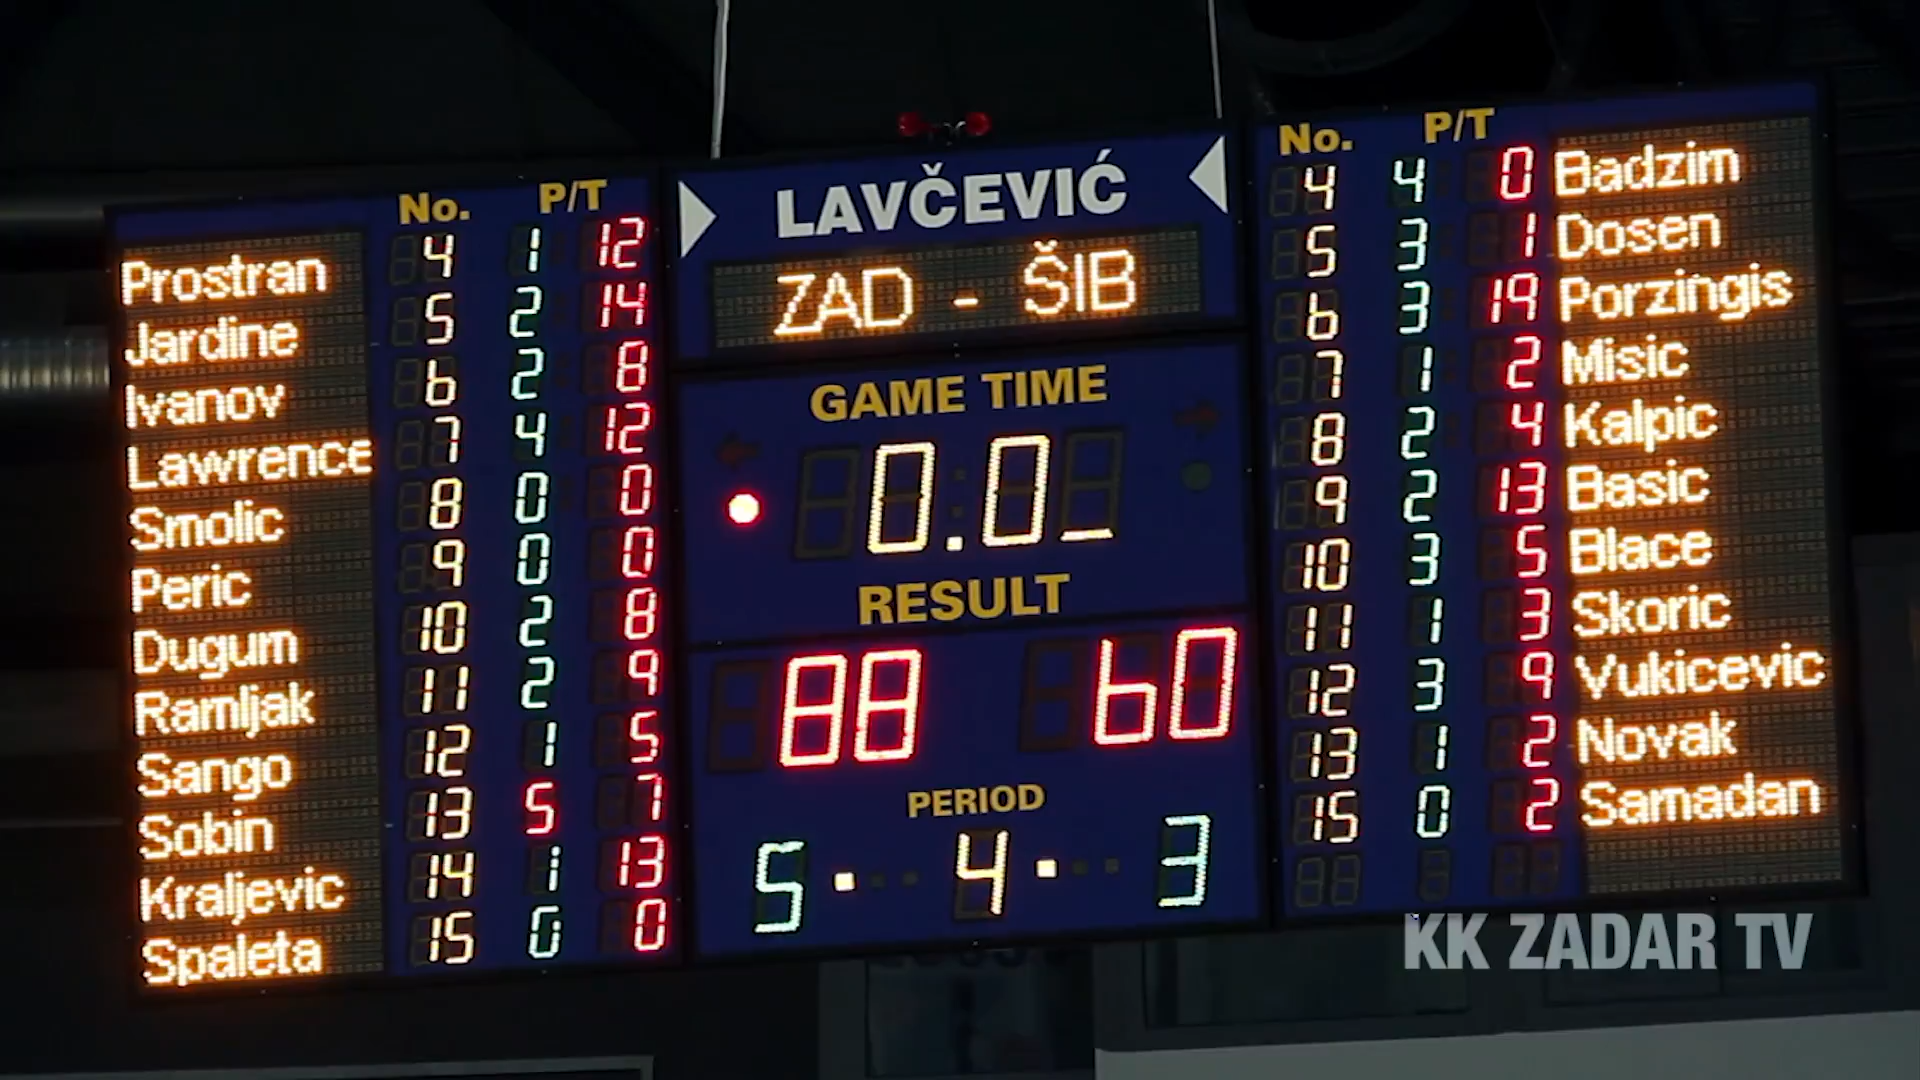 No. P/T
Prostran 4 1 12
Jardine 5 2 14
Ivanov 6 2 8
Lawrence 7 4 12
Smolic 8 0 0
Peric 9 0 0
Dugum 10 2 8
Ramljak 11 2 9
Sango 12 1 5
Sobin 13 5 7
Kraljevic 14 1 13
Spaleta 15 0 0
LAVČEVIĆ
ZAD - ŠIB
GAME TIME
0.0_
RESULT
88 60
PERIOD
5 4 3
No. P/T
4 4 0 Badzim
5 3 1 Dosen
6 3 19 Porzingis
7 1 2 Misic
8 2 4 Kalpic
9 2 13 Basic
10 3 5 Blace
11 1 3 Skoric
12 3 9 Vukicevic
13 1 2 Novak
15 0 2 Samadan
KK ZADAR TV